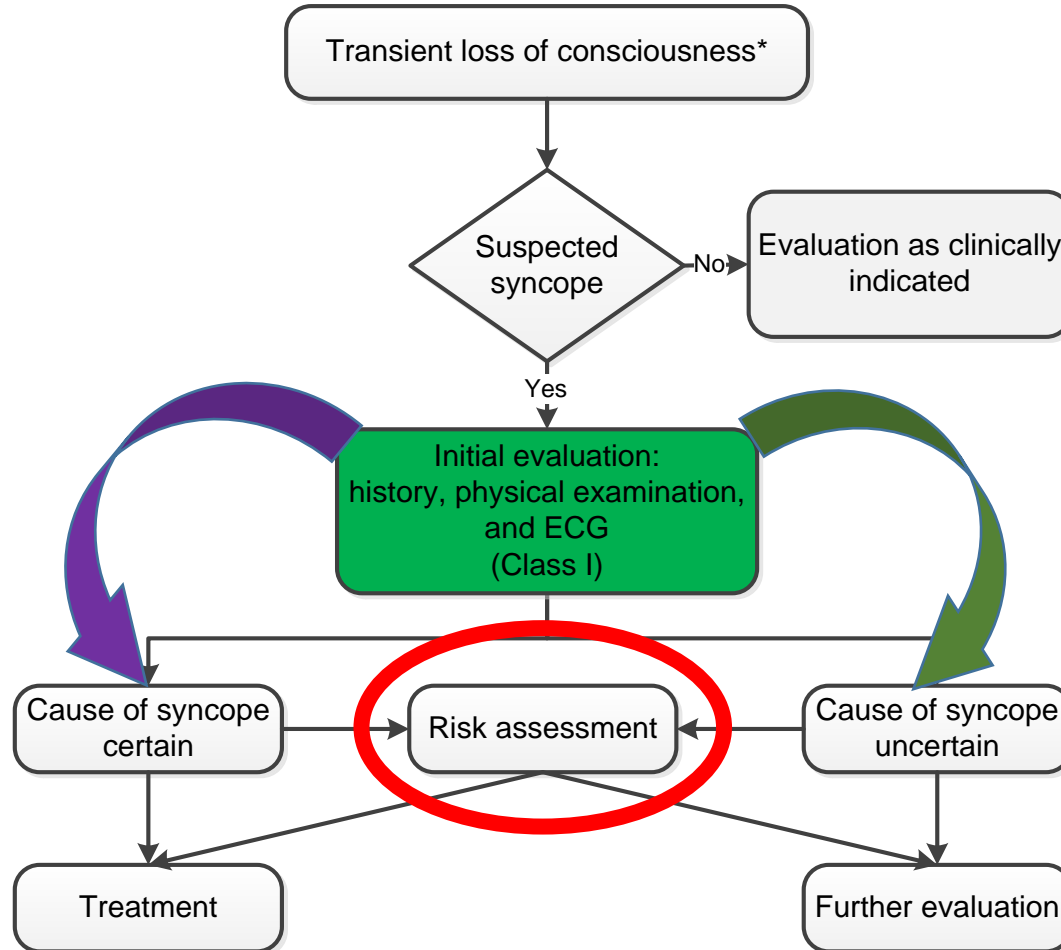 Transient loss of consciousness*
Suspected
syncope
No
Evaluation as clinically
indicated
Yes
Initial evaluation:
history, physical examination,
and ECG
(Class I)
Cause of syncope
certain
Risk assessment
Cause of syncope
uncertain
Treatment
Further evaluation